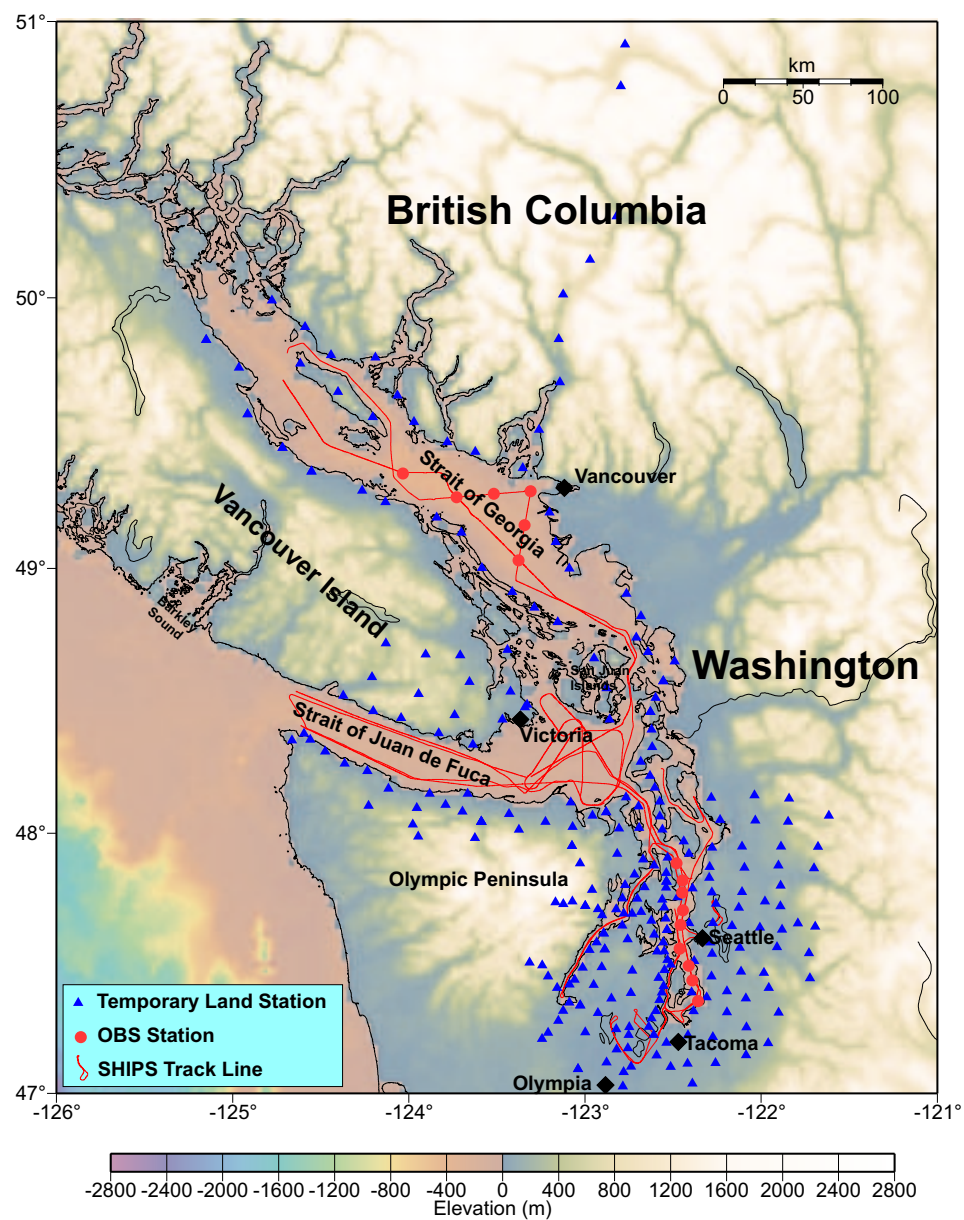 51°
km
0 50 100
British Columbia
50°
Vancouver
Strait of Georgia
Vancouver Island
49°
Barkley
Sound
Washington
San Juan
Islands
Strait of Juan de Fuca
Victoria
48°
Olympic Peninsula
Seattle
Temporary Land Station
OBS Station
SHIPS Track Line
Tacoma
Olympia
47°
-126° -125° -124° -123° -122° -121°
-2800 -2400 -2000 -1600 -1200 -800 -400 0 400 800 1200 1600 2000 2400 2800
Elevation (m)